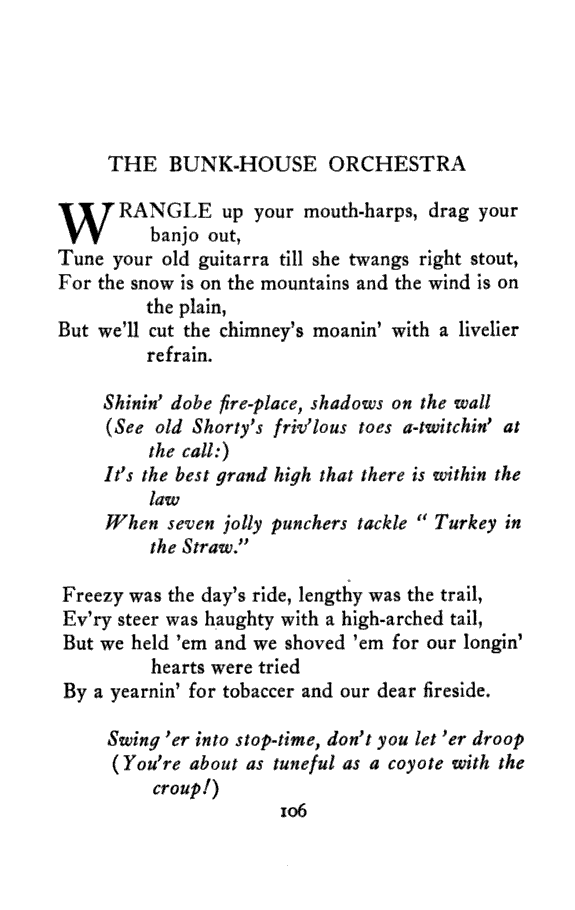 THE BUNK-HOUSE ORCHESTRA
WRANGLE up your mouth-harps, drag your
banjo out,
Tune your old guitarra till she twangs right stout,
For the snow is on the mountains and the wind is on
the plain,
But we'll cut the chimney's moanin' with a livelier
refrain.
Shinin' dobe fire-place, shadows on the wall
(See old Shorty's friv'lous toes a-twitchin' at
the call:)
It's the best grand high that there is within the
law
When seven jolly punchers tackle " Turkey in
the Straw."
Freezy was the day's ride, lengthy was the trail,
Ev'ry steer was haughty with a high-arched tail,
But we held 'em and we shoved 'em for our longin'
hearts were tried
By a yearnin' for tobaccer and our dear fireside.
Swing 'er into stop-time, don't you let 'er droop
(You're about as tuneful as a coyote with the
croup!)
106